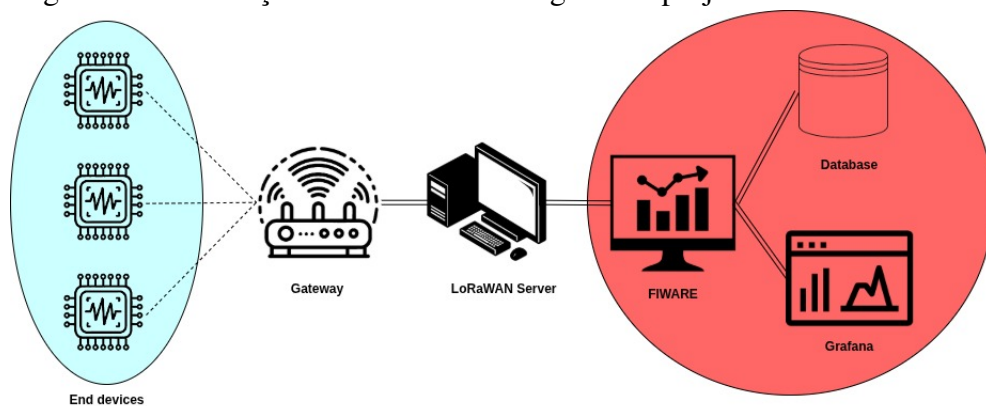 Database
Gateway
LoRaWAN Server
FIWARE
Grafana
End devices